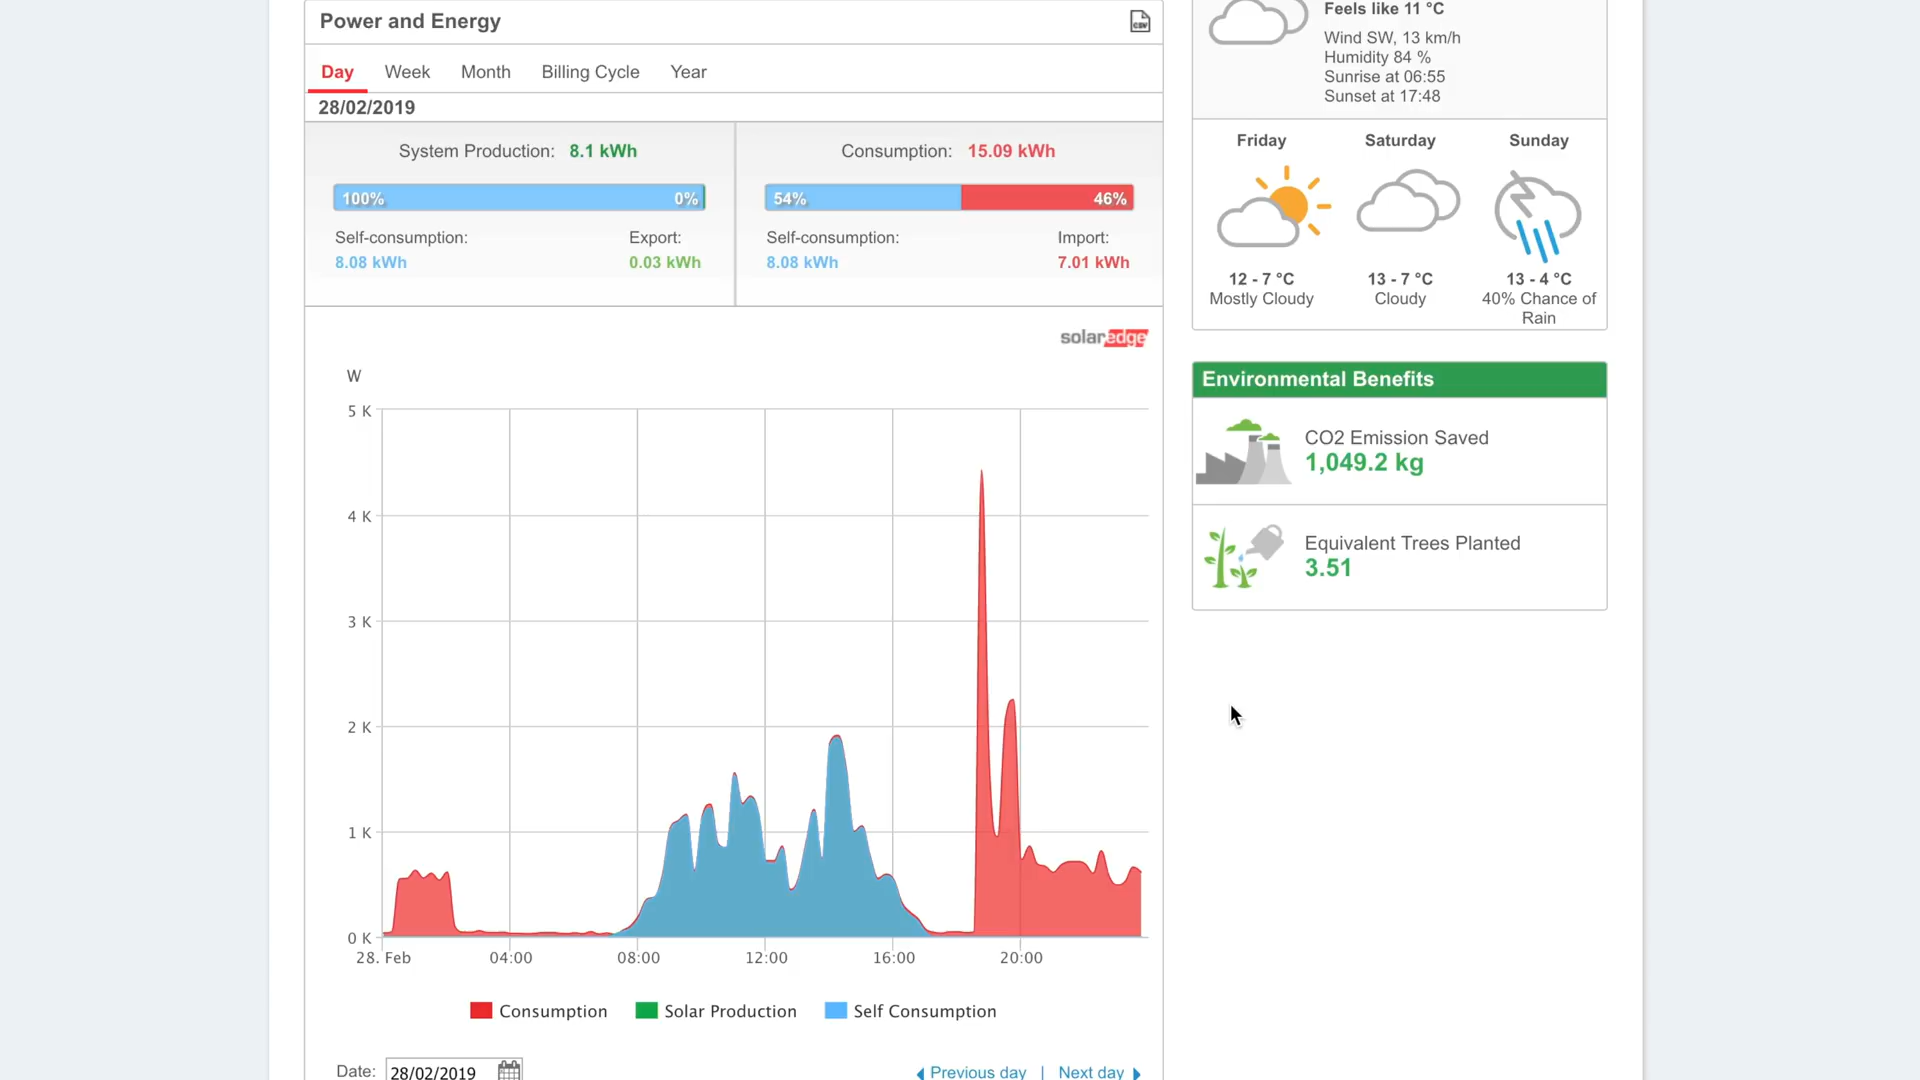 Power and Energy
CSV
Day Week Month Billing Cycle Year
28/02/2019
System Production: 8.1 kWh
100% 0%
Self-consumption: Export:
8.08 kWh 0.03 kWh
Consumption: 15.09 kWh
54% 46%
Self-consumption: Import:
8.08 kWh 7.01 kWh
solaredge
W
5 K
4 K
3 K
2 K
1 K
0 K
28. Feb 04:00 08:00 12:00 16:00 20:00
Consumption Solar Production Self Consumption
Date: 28/02/2019 Previous day | Next day
Feels like 11 °C
Wind SW, 13 km/h
Humidity 84 %
Sunrise at 06:55
Sunset at 17:48
Friday Saturday Sunday
12 - 7 °C 13 - 7 °C 13 - 4 °C
Mostly Cloudy Cloudy 40% Chance of
Rain
Environmental Benefits
CO2 Emission Saved
1,049.2 kg
Equivalent Trees Planted
3.51